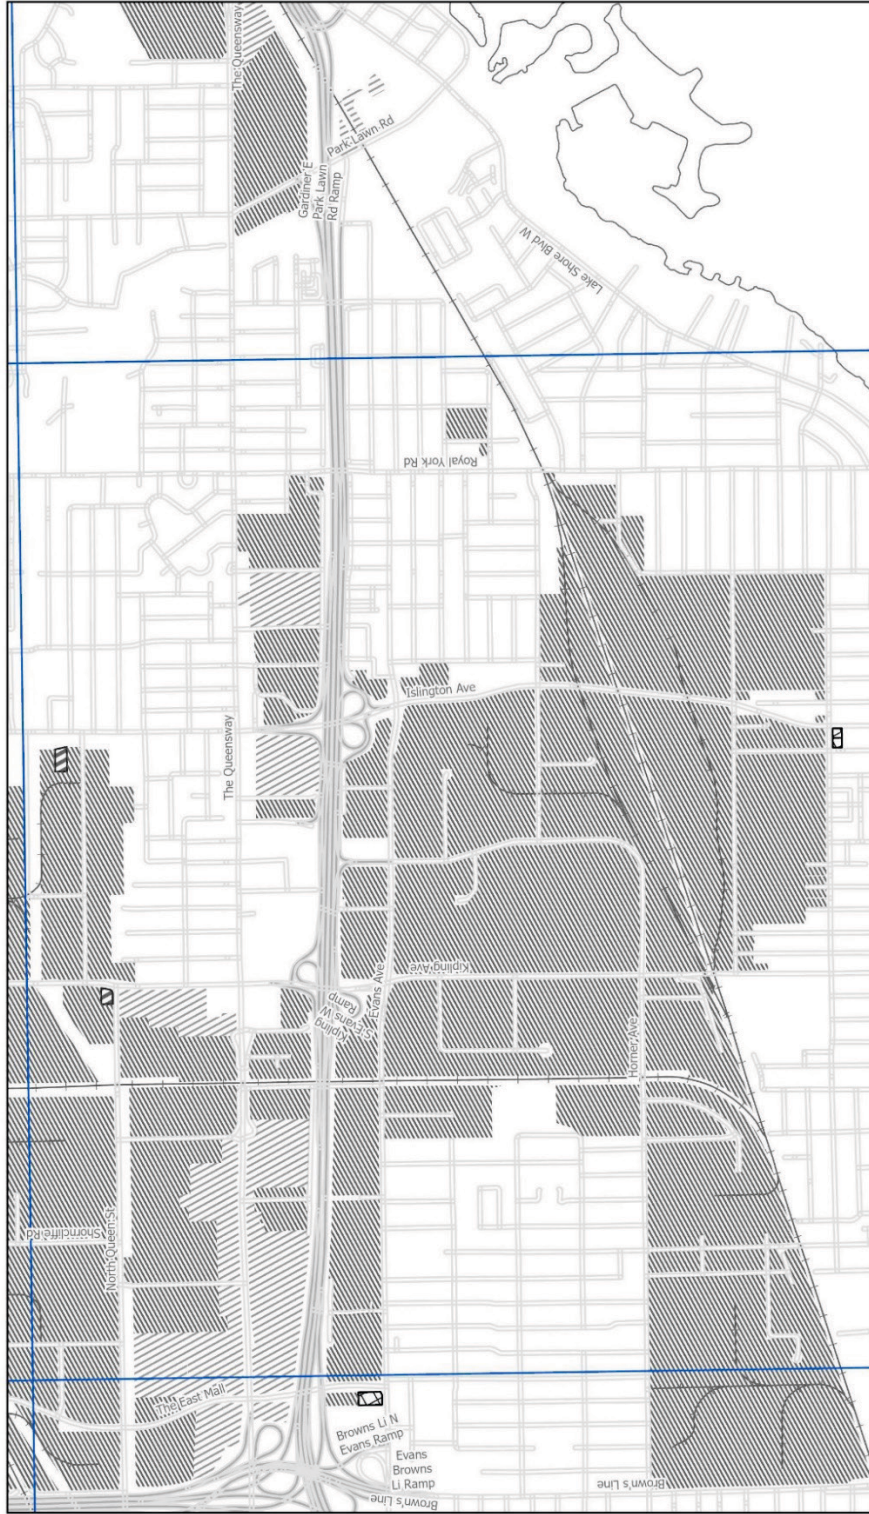 The Queensway
Park Lawn Rd
Gardiner E
Park Lawn
Rd Ramp
Lake Shore Blvd W
Royal York Rd
Islington Ave
The Queensway
Kipling Ave
Evans Ave
Kipling
Evans W
Ramp
Horner Ave
Shorncliffe Rd
North Queen St
The East Mall
Browns Li N
Evans Ramp
Evans
Browns
Li Ramp
Brown's Line
Brown's Line